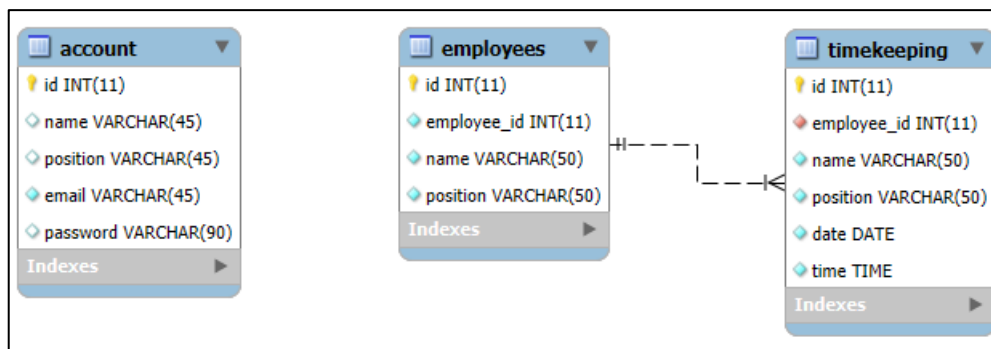 account
id INT(11)
name VARCHAR(45)
position VARCHAR(45)
email VARCHAR(45)
password VARCHAR(90)
Indexes
employees
id INT(11)
employee_id INT(11)
name VARCHAR(50)
position VARCHAR(50)
Indexes
timekeeping
id INT(11)
employee_id INT(11)
name VARCHAR(50)
position VARCHAR(50)
date DATE
time TIME
Indexes